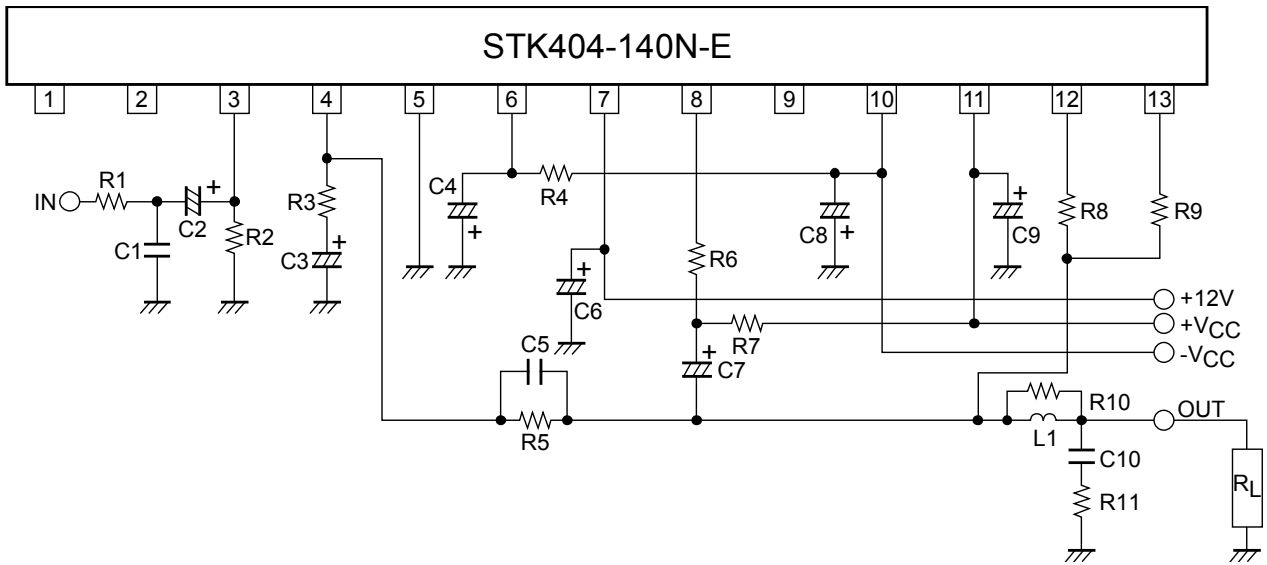 STK404-140N-E
1 2 3 4 5 6 7 8 9 10 11 12 13
IN R1 C2 + C1 R2
R3 + C3
C4 + R4
C8 +
+ C9
R8 R9
+ C6
R6
R7
+ C7
+12V
+VCC
-VCC
C5
R5
R10
L1
OUT
C10
R11
RL